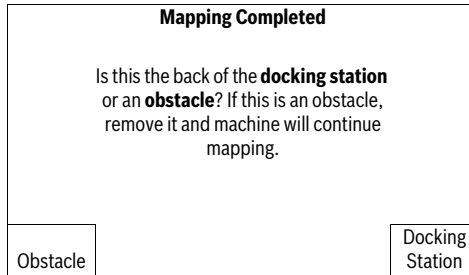 Mapping Completed
Is this the back of the docking station
or an obstacle? If this is an obstacle,
remove it and machine will continue
mapping.
Obstacle
Docking
Station